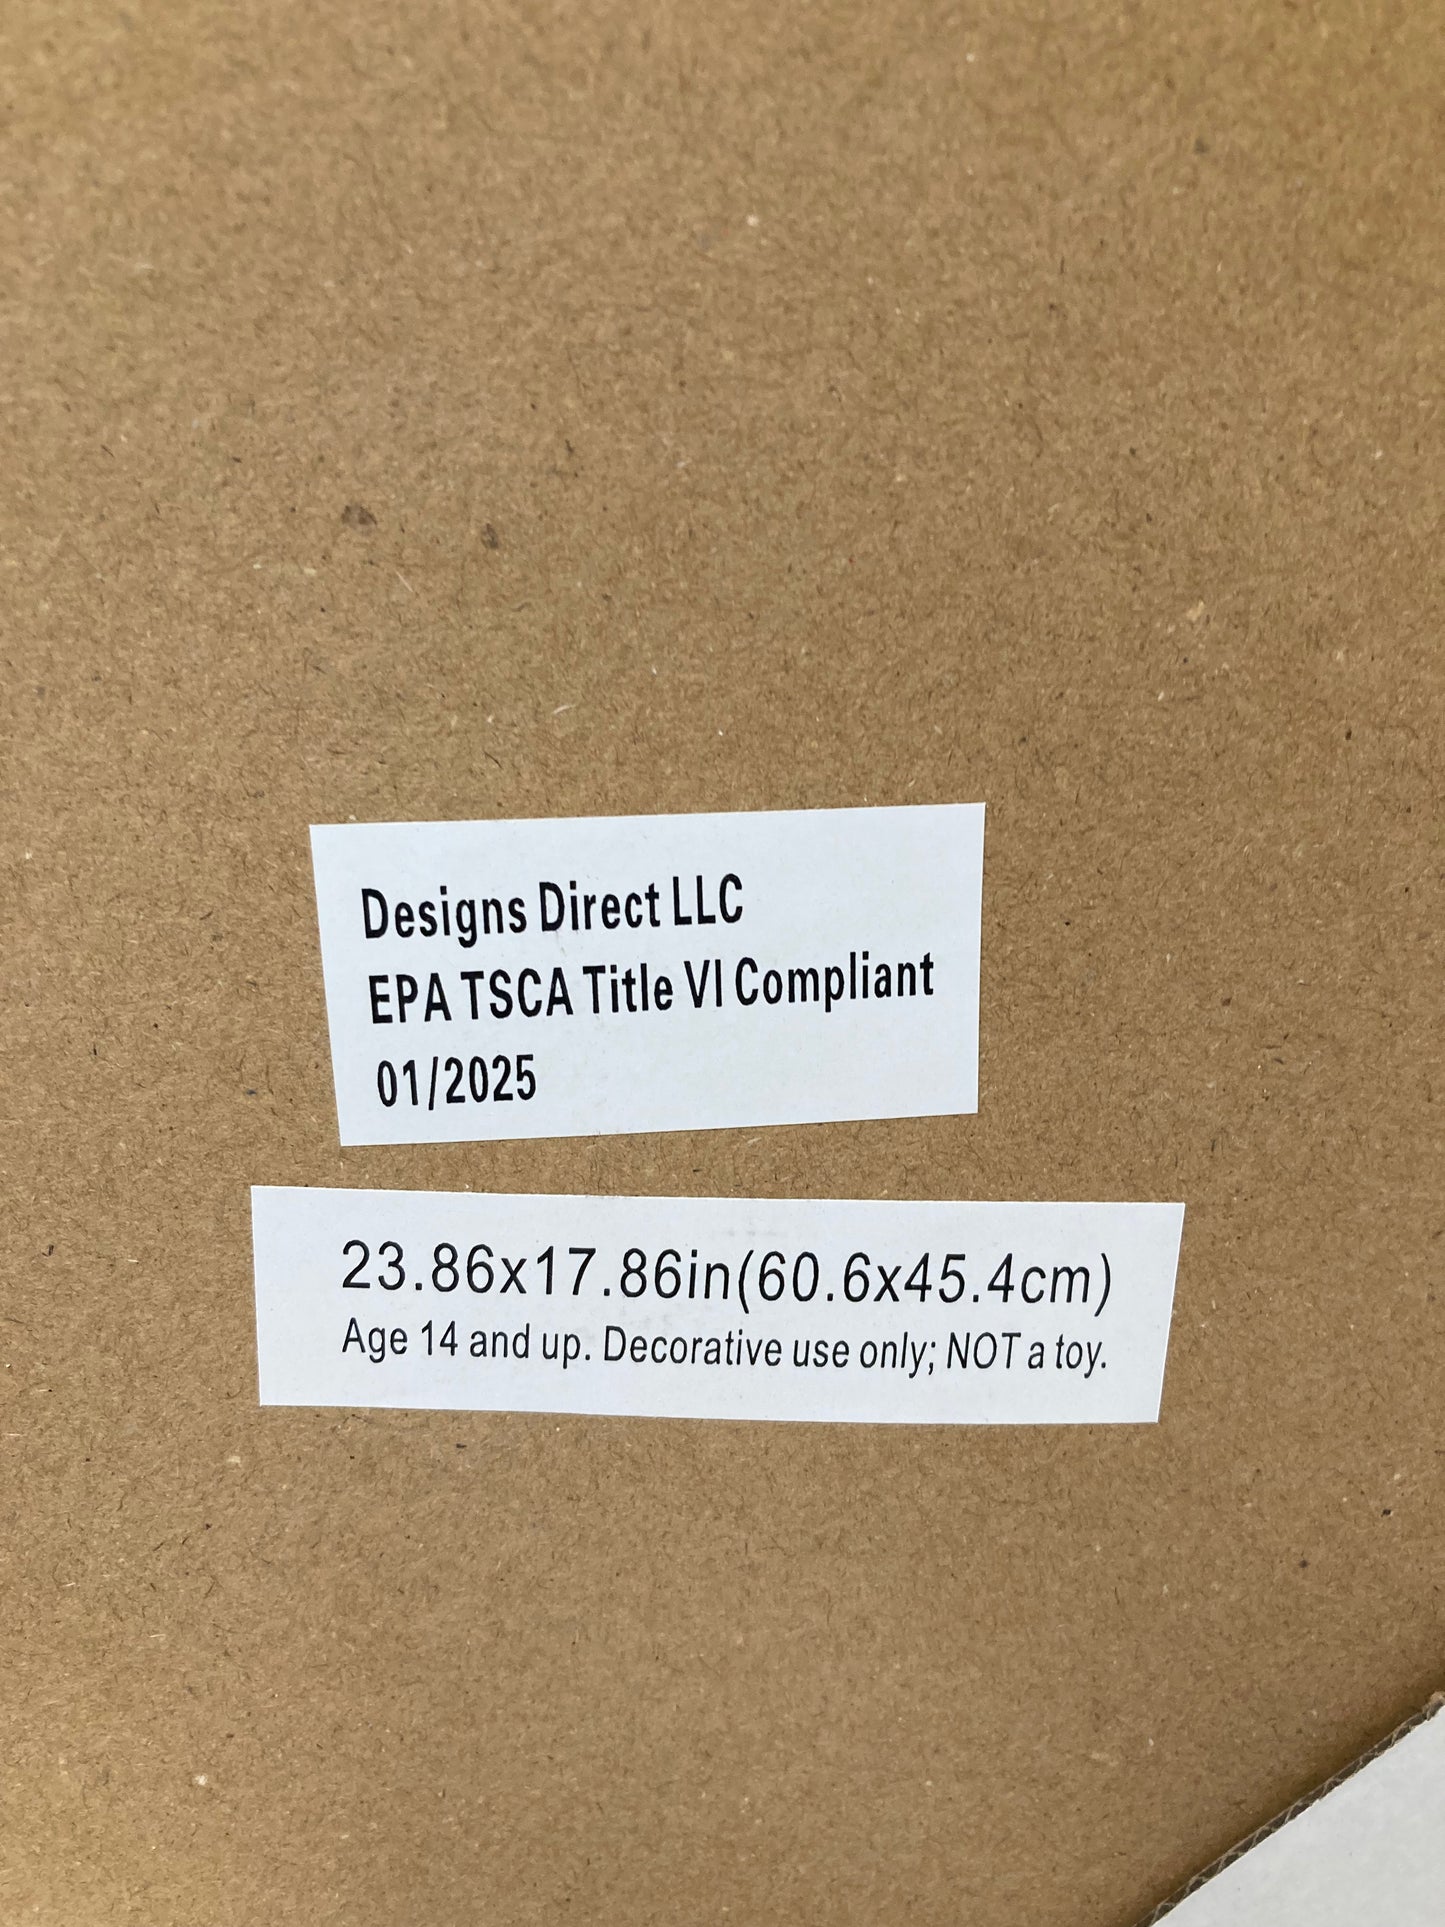 Designs Direct LLC
EPA TSCA Title VI Compliant
01/2025
23.86x17.86in(60.6x45.4cm)
Age 14 and up. Decorative use only; NOT a toy.